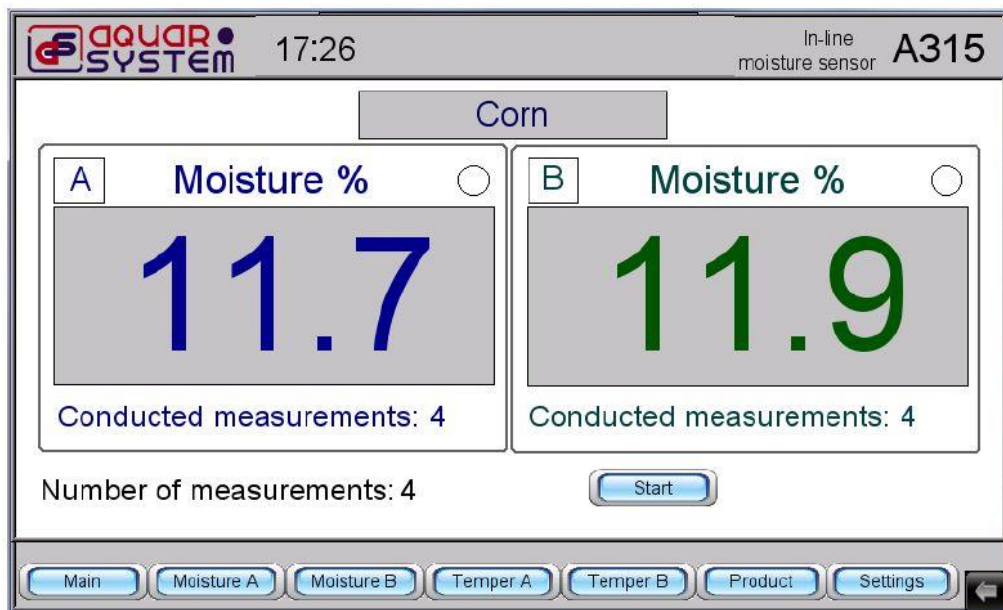 aQUaR SYSTEM
17:26
In-line
moisture sensor
A315
Corn
A
Moisture %
11.7
Conducted measurements: 4
B
Moisture %
11.9
Conducted measurements: 4
Number of measurements: 4
Start
Main
Moisture A
Moisture B
Temper A
Temper B
Product
Settings